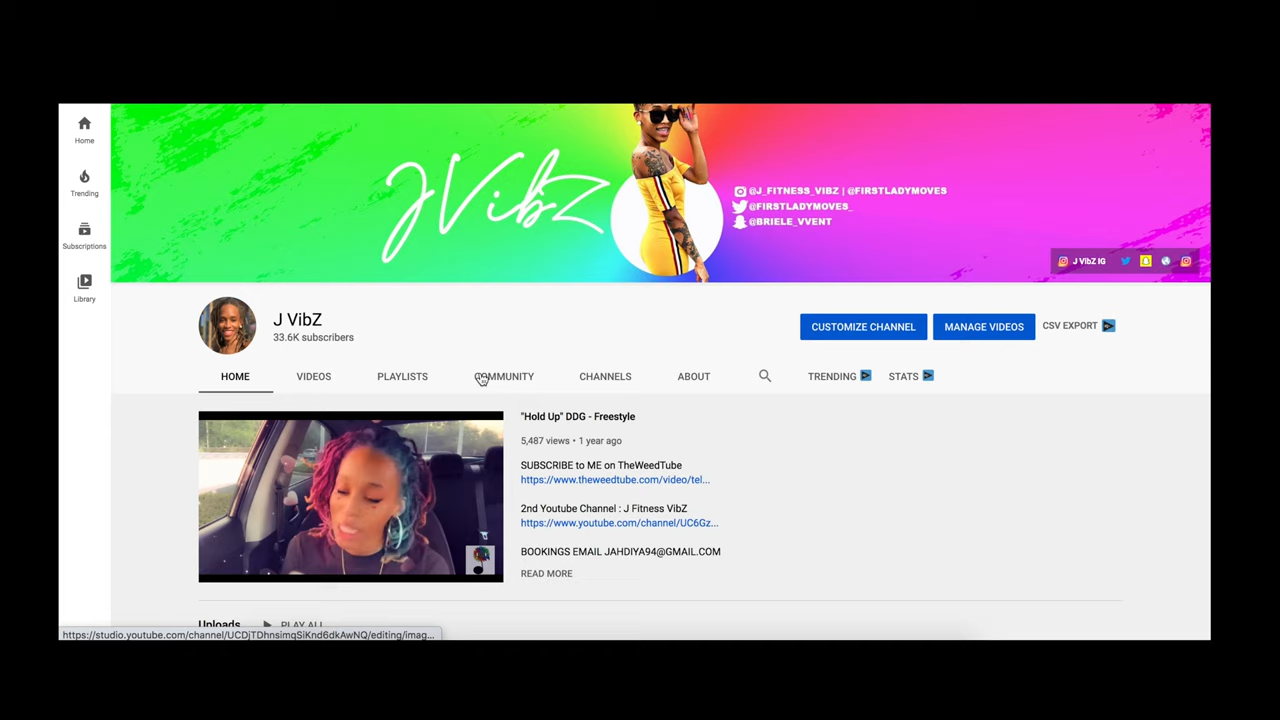 Home
Trending
Subscriptions
Library
J VibZ
@J_FITNESS_VIBZ | @FIRSTLADYMOVES
@FIRSTLADYMOVES_
@BRIELE_VVENT
J VibZ IG
J VibZ
33.6K subscribers
CUSTOMIZE CHANNEL
MANAGE VIDEOS
CSV EXPORT
HOME
VIDEOS
PLAYLISTS
COMMUNITY
CHANNELS
ABOUT
TRENDING
STATS
"Hold Up" DDG - Freestyle
5,487 views • 1 year ago
SUBSCRIBE to ME on TheWeedTube
https://www.theweedtube.com/video/tel...
2nd Youtube Channel : J Fitness VibZ
https://www.youtube.com/channel/UC6Gz...
BOOKINGS EMAIL JAHDIYA94@GMAIL.COM
READ MORE
Uploads
PLAY ALL
https://studio.youtube.com/channel/UCDjTDhnsimqSiKnd6dkAwNQ/editing/imag...